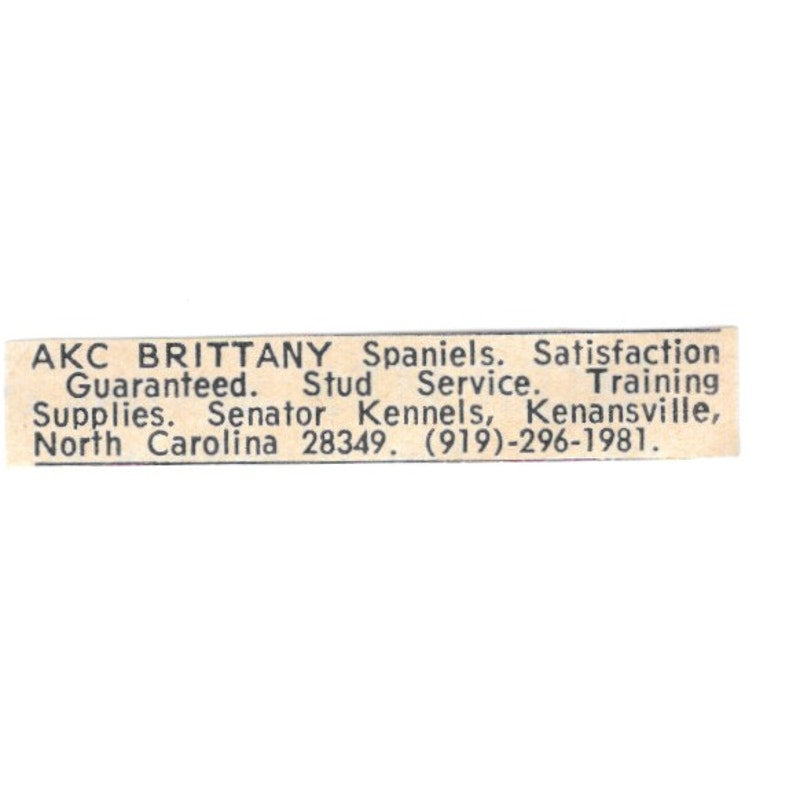 AKC BRITTANY Spaniels. Satisfaction
Guaranteed. Stud Service. Training
Supplies. Senator Kennels, Kenansville,
North Carolina 28349. (919)-296-1981.